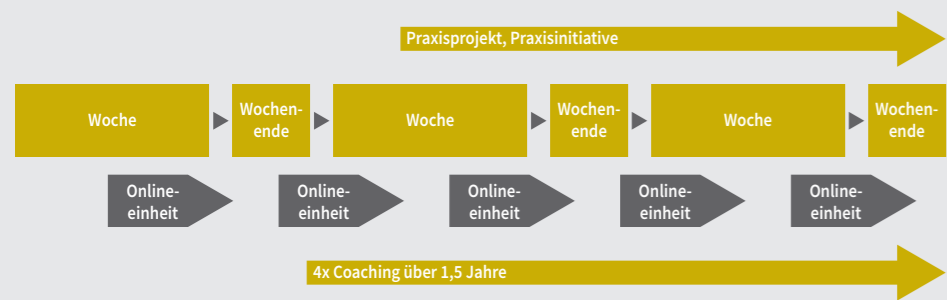 Praxisprojekt, Praxisinitiative
Woche
Wochen-
ende
Woche
Wochen-
ende
Woche
Wochen-
ende
Online-
einheit
Online-
einheit
Online-
einheit
Online-
einheit
Online-
einheit
4x Coaching über 1,5 Jahre